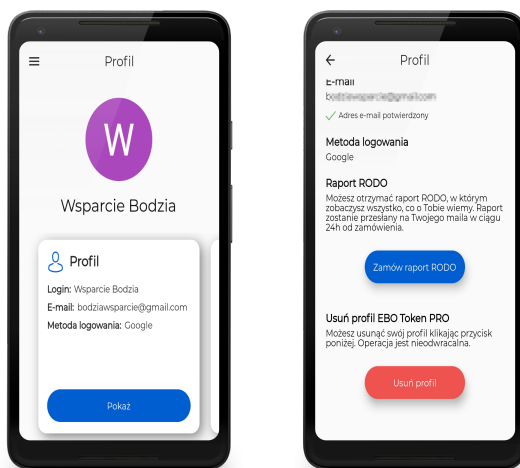 Profil
W
Wsparcie Bodzia
Profil
Login: Wsparcie Bodzia
E-mail: bodziawsparcie@gmail.com
Metoda logowania: Google
Pokaż
Profil
E-mail
Adres e-mail potwierdzony
Metoda logowania
Google
Raport RODO
Możesz otrzymać raport RODO, w którym
zobaczysz wszystko, co o Tobie wiemy. Raport
zostanie przesłany na Twojego maila w ciągu
24h od zamówienia.
Zamów raport RODO
Usuń profil EBO Token PRO
Możesz usunąć swój profil klikając przycisk
poniżej. Operacja jest nieodwracalna.
Usuń profil